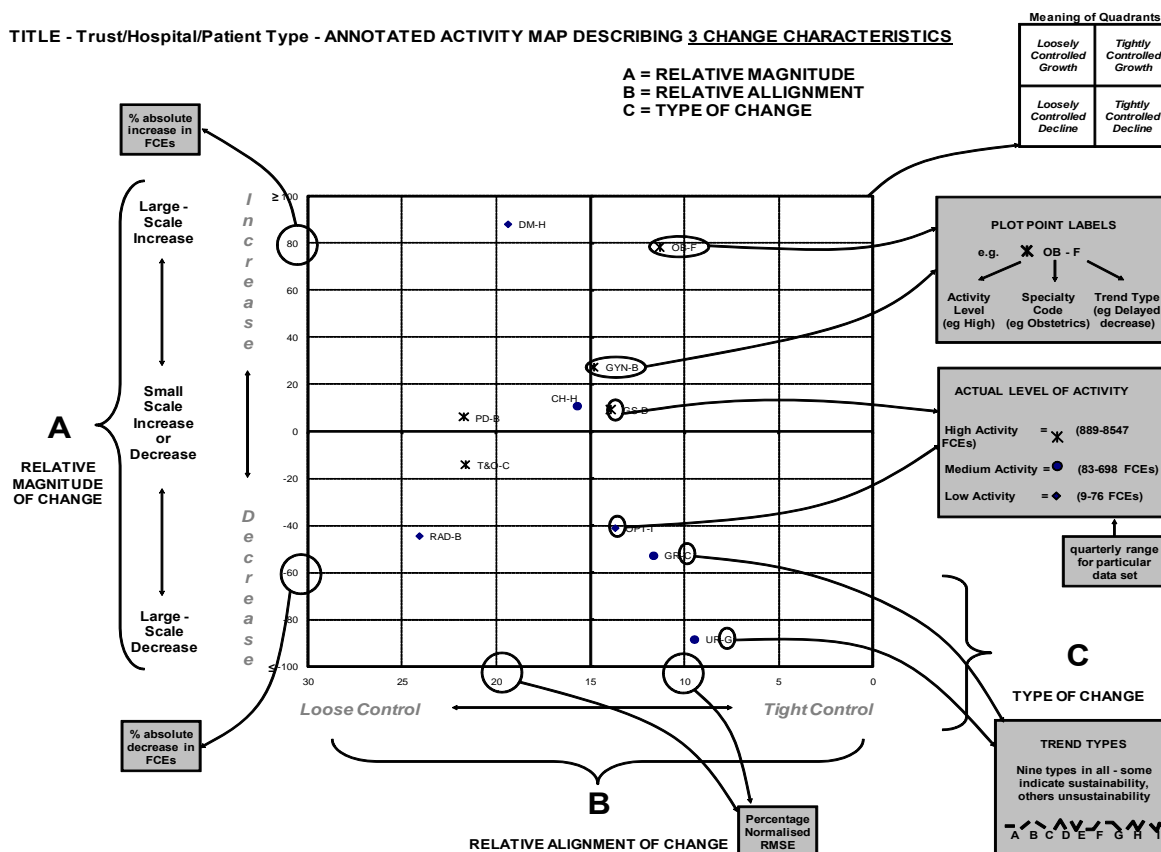 Meaning of Quadrants
TITLE - Trust/Hospital/Patient Type - ANNOTATED ACTIVITY MAP DESCRIBING 3 CHANGE CHARACTERISTICS
Loosely
Controlled
Growth
Tightly
Controlled
Growth
Loosely
Controlled
Decline
Tightly
Controlled
Decline
A = RELATIVE MAGNITUDE
B = RELATIVE ALLIGNMENT
C = TYPE OF CHANGE
% absolute
increase in
FCEs
Large -
Scale
Increase
Small
Scale
Increase
or
Decrease
Large -
Scale
Decrease
A
RELATIVE
MAGNITUDE
OF CHANGE
% absolute
decrease in
FCEs
Increase
Decrease
≥ 100
80
60
40
20
0
-20
-40
-60
-80
≤ -100
30
25
20
15
10
5
0
DM-H
OB-F
GYN-B
CH-H
GS-D
PD-B
T&O-C
RAD-B
OPT-I
GR-C
UR-G
Loose Control
Tight Control
B
RELATIVE ALIGNMENT OF CHANGE
Percentage
Normalised
RMSE
PLOT POINT LABELS
e.g. OB - F
Activity
Level
(eg High)
Specialty
Code
(eg Obstetrics)
Trend Type
(eg Delayed
decrease)
ACTUAL LEVEL OF ACTIVITY
High Activity = (889-8547
FCEs)
Medium Activity = (83-698 FCEs)
Low Activity = (9-76 FCEs)
quarterly range
for particular
data set
C
TYPE OF CHANGE
TREND TYPES
Nine types in all - some
indicate sustainability,
others unsustainability
A B C D E F G H I